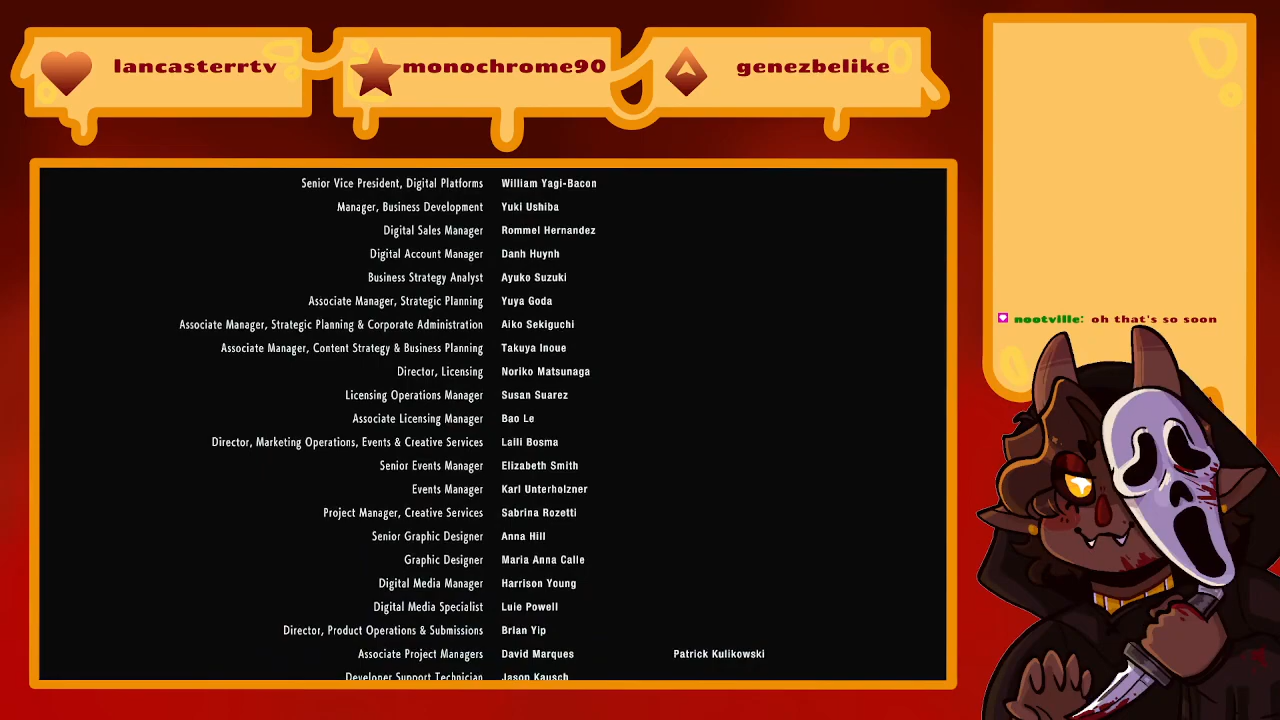 lancasterrtv
monochrome90
genezbelike
Senior Vice President, Digital Platforms William Yagi-Bacon
Manager, Business Development Yuki Ushiba
Digital Sales Manager Rommel Hernandez
Digital Account Manager Danh Huynh
Business Strategy Analyst Ayuko Suzuki
Associate Manager, Strategic Planning Yuya Goda
Associate Manager, Strategic Planning & Corporate Administration Aiko Sekiguchi
Associate Manager, Content Strategy & Business Planning Takuya Inoue
Director, Licensing Noriko Matsunaga
Licensing Operations Manager Susan Suarez
Associate Licensing Manager Bao Le
Director, Marketing Operations, Events & Creative Services Laili Bosma
Senior Events Manager Elizabeth Smith
Events Manager Karl Unterholzner
Project Manager, Creative Services Sabrina Rozetti
Senior Graphic Designer Anna Hill
Graphic Designer Maria Anna Calle
Digital Media Manager Harrison Young
Digital Media Specialist Luie Powell
Director, Product Operations & Submissions Brian Yip
Associate Project Managers David Marques Patrick Kulikowski
Developer Support Technician Jason Kausch
nootville: oh that's so soon